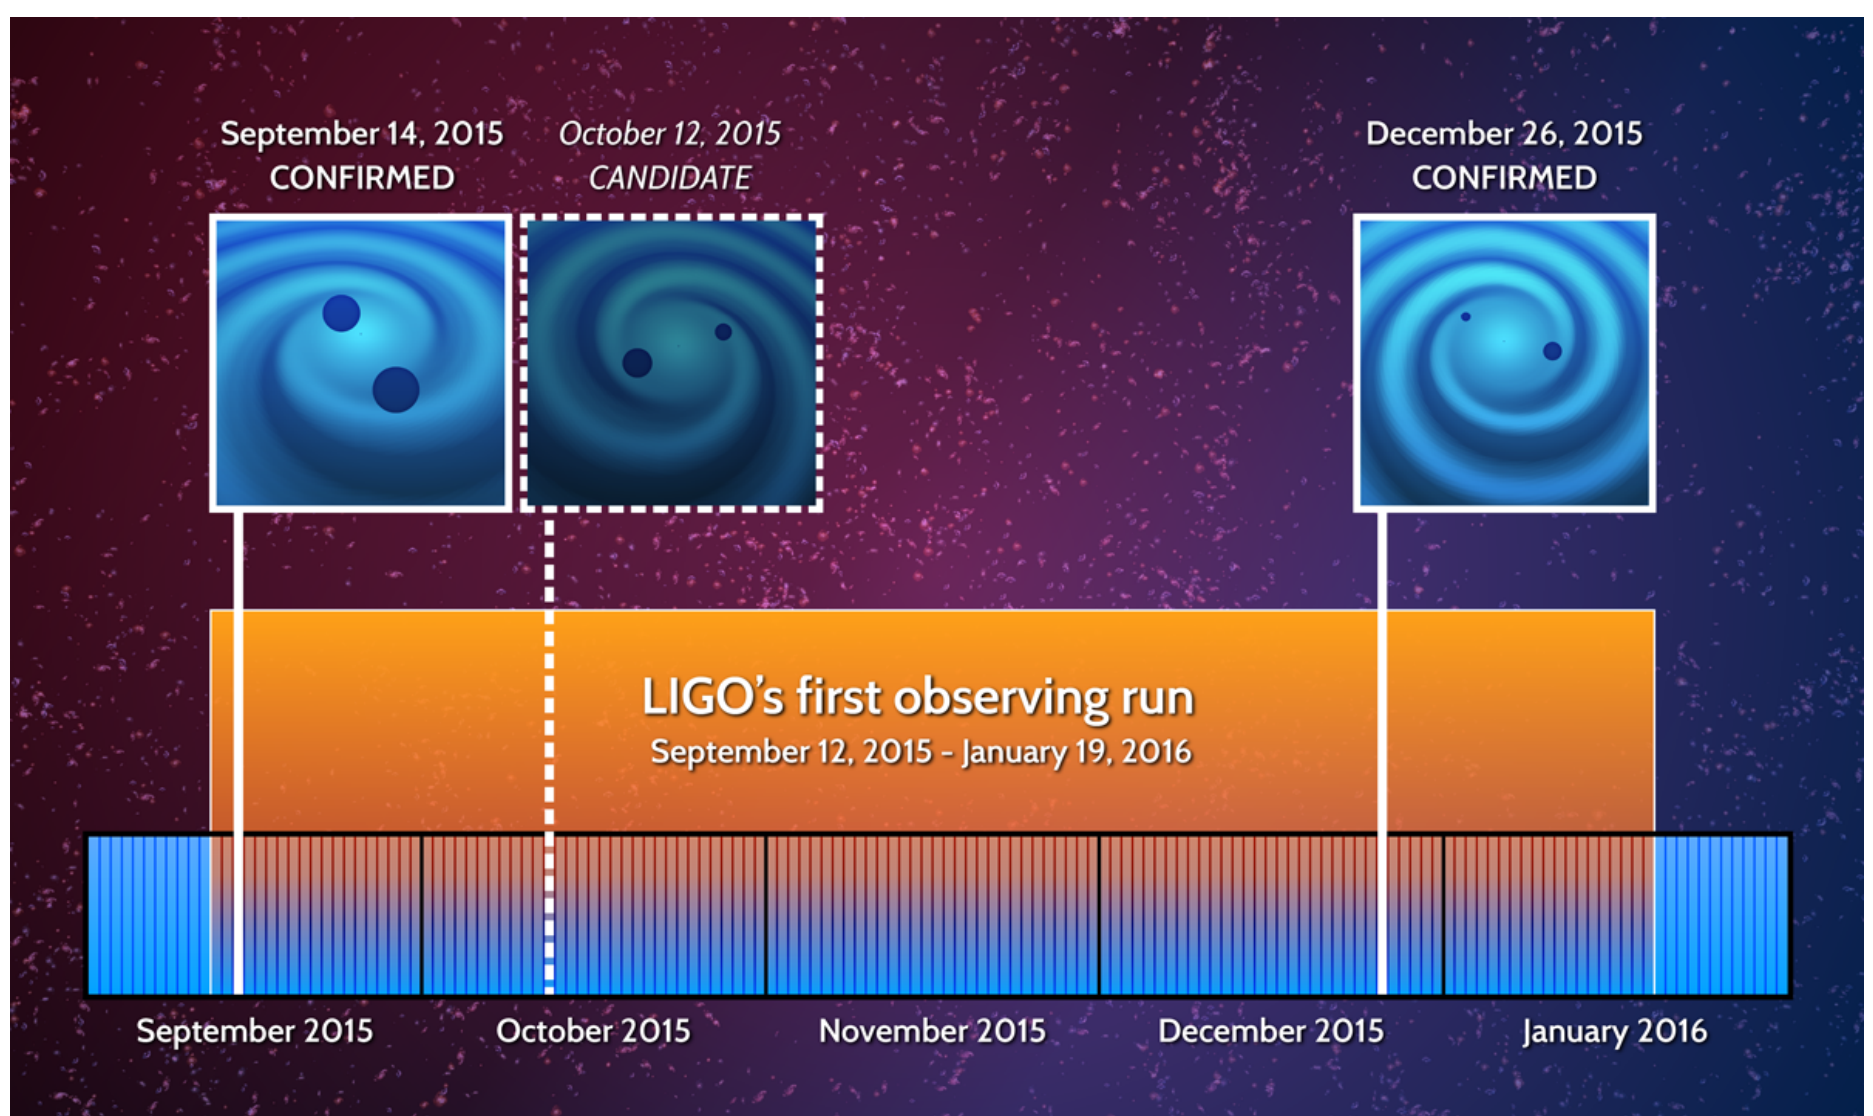 September 14, 2015
CONFIRMED
October 12, 2015
CANDIDATE
December 26, 2015
CONFIRMED
LIGO’s first observing run
September 12, 2015 - January 19, 2016
September 2015
October 2015
November 2015
December 2015
January 2016